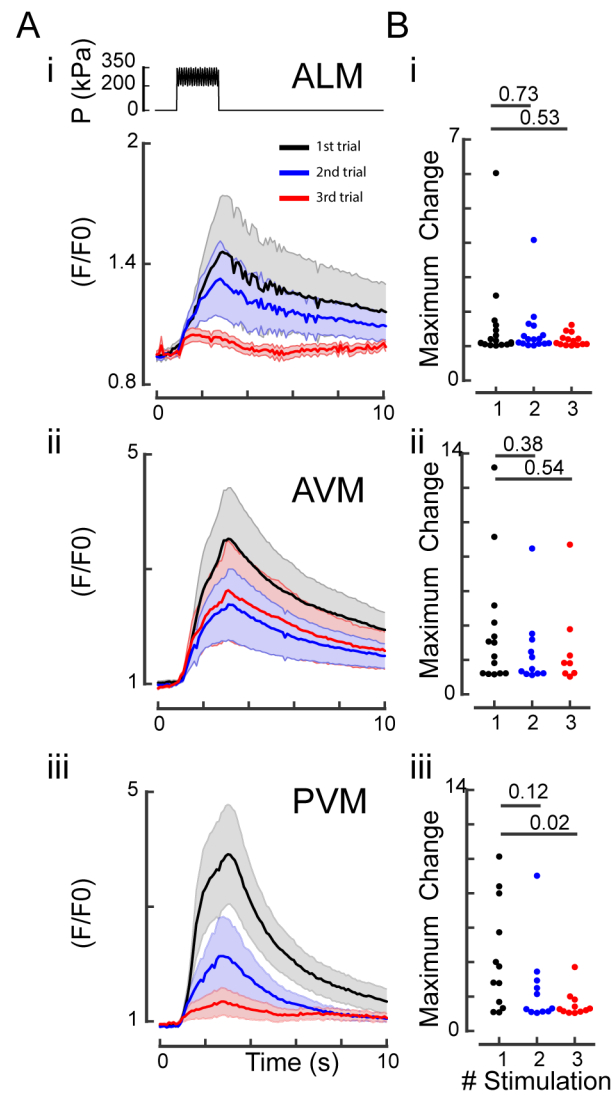 A
B
i
P (kPa)
350
200
0
ALM
i
0.73
0.53
2
1.4
0.8
(F/F0)
1st trial
2nd trial
3rd trial
0
10
7
0
Maximum Change
1
2
3
ii
AVM
5
1
(F/F0)
0
10
ii
14
0
0.38
0.54
Maximum Change
1
2
3
iii
PVM
5
1
(F/F0)
0
Time (s)
10
iii
14
0
0.12
0.02
Maximum Change
1
2
3
# Stimulation